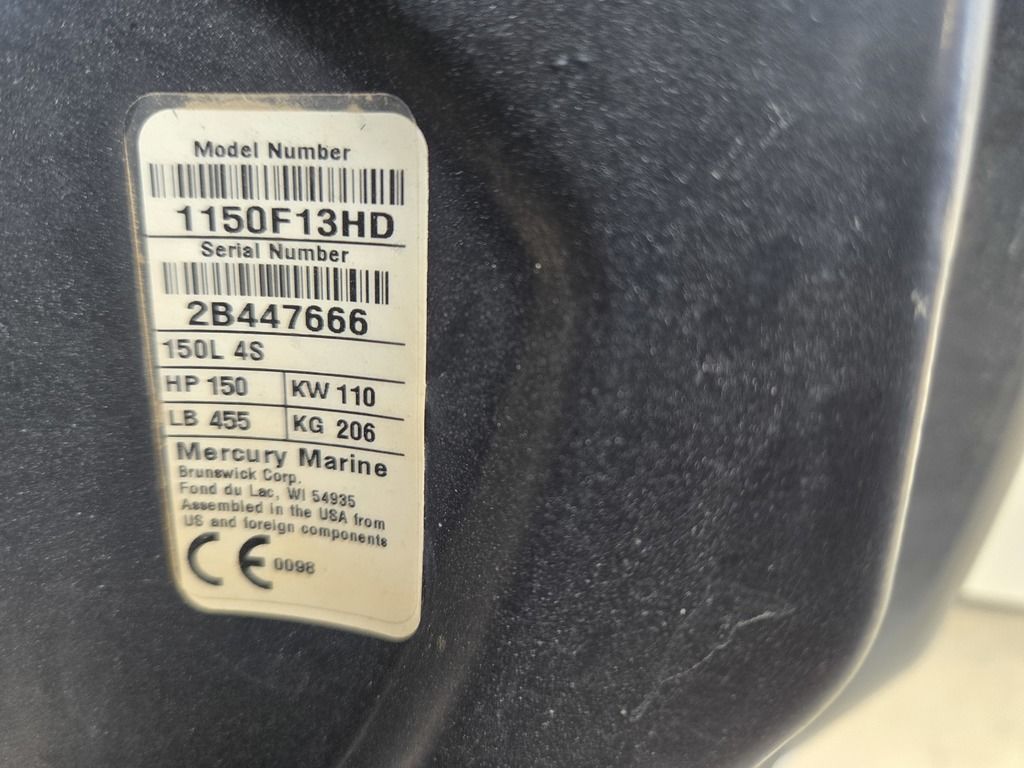 Model Number
1150F13HD
Serial Number
2B447666
150L 4S
HP 150 KW 110
LB 455 KG 206
Mercury Marine
Brunswick Corp.
Fond du Lac, WI 54935
Assembled in the USA from
US and foreign components
CE 0098